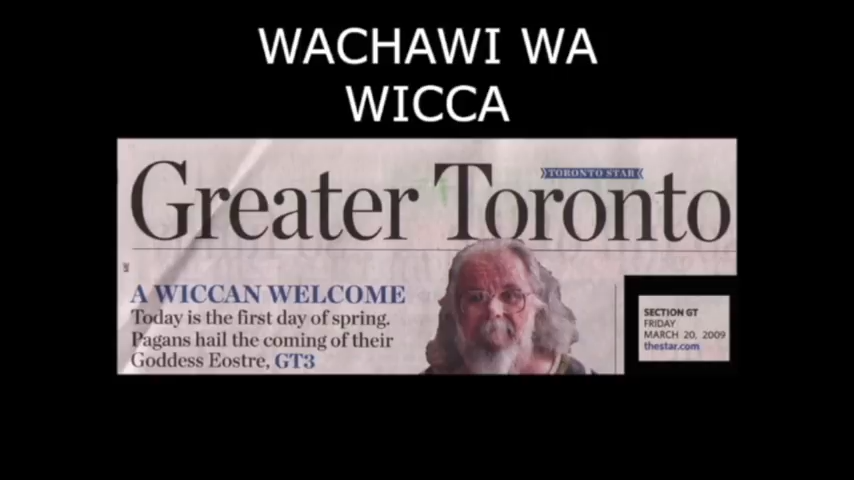 WACHAWI WA
WICCA
TORONTO STAR
Greater Toronto
A WICCAN WELCOME
Today is the first day of spring.
Pagans hail the coming of their
Goddess Eostre, GT3
SECTION GT
FRIDAY
MARCH 20, 2009
thestar.com